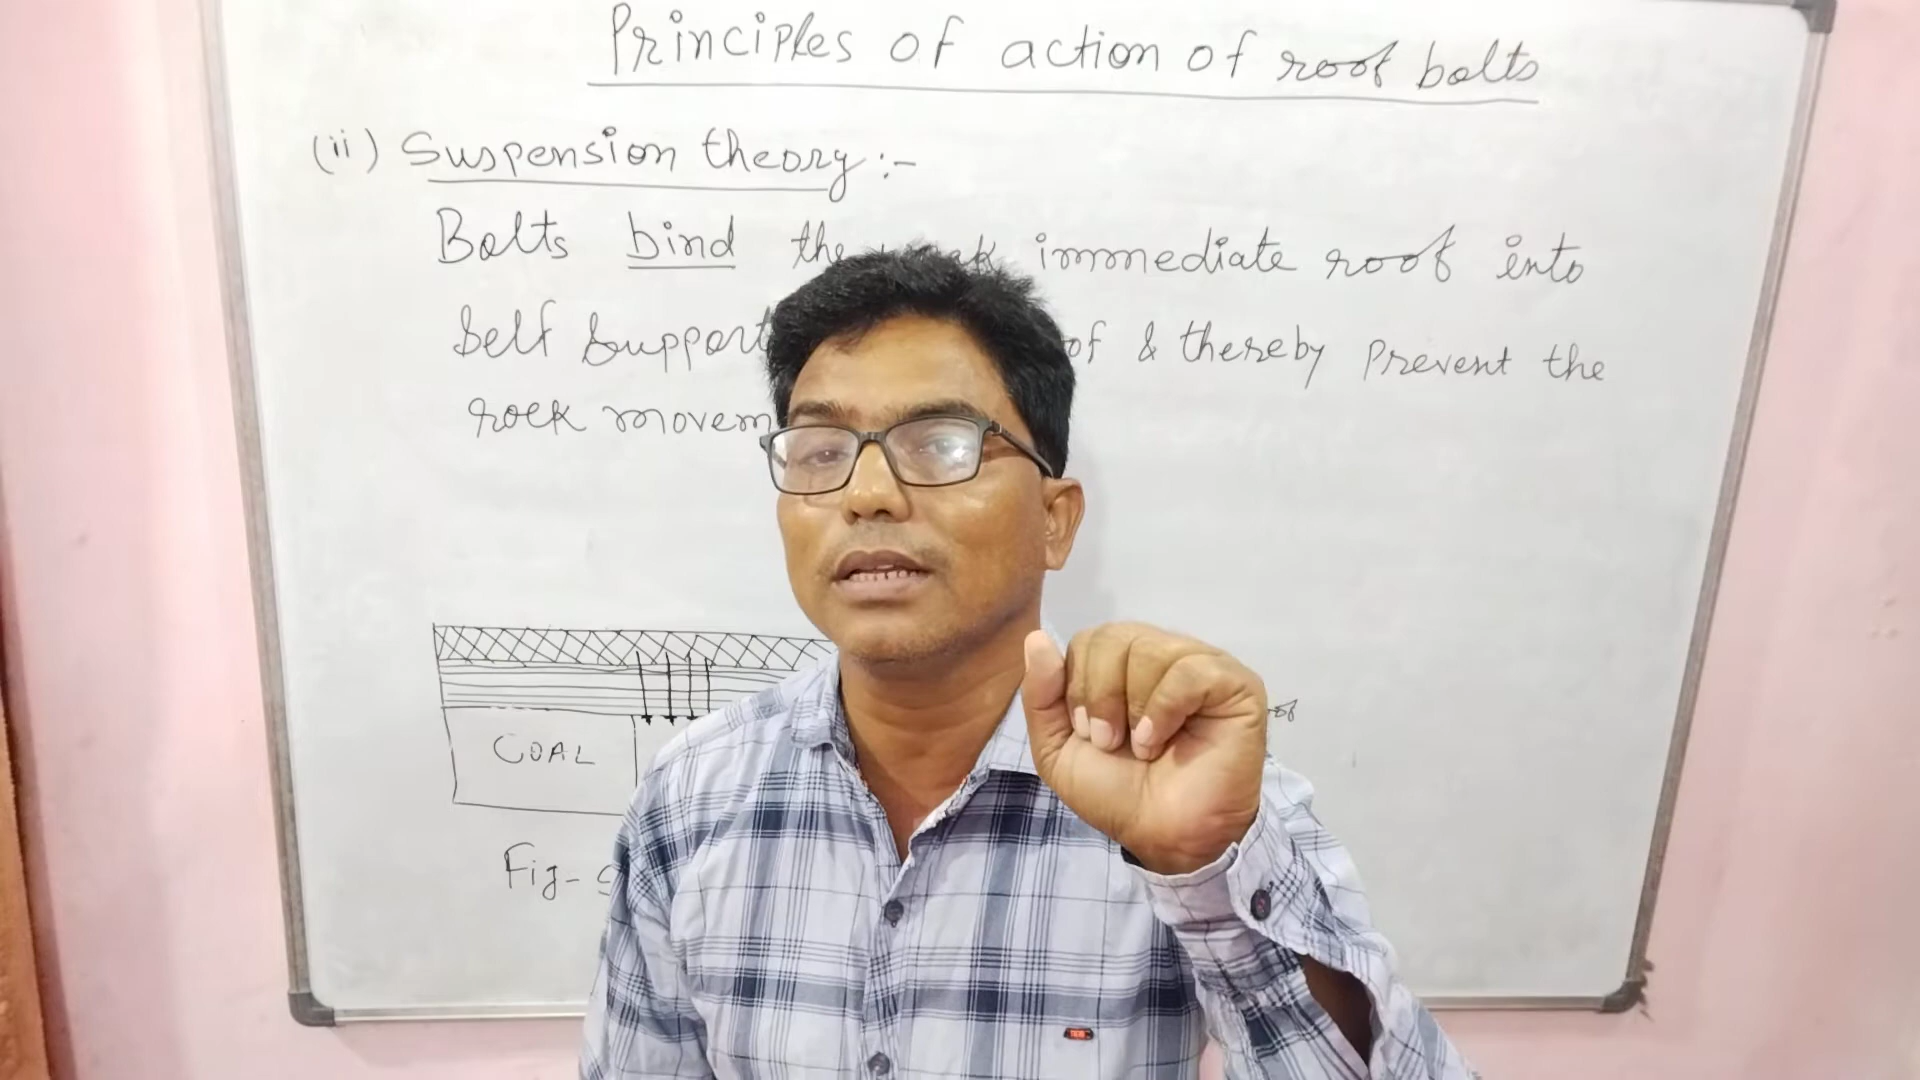 Principles of action of roof bolts
(ii) Suspension theory :-
Bolts bind the weak immediate roof into
Self Support of & thereby Prevent the
rock movem
COAL
Fig-